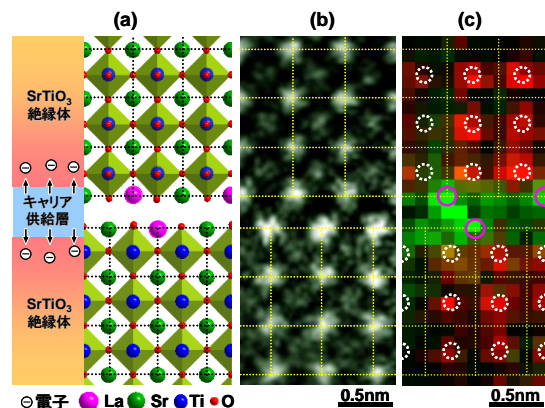 (a)
(b)
(c)
SrTiO3
絶縁体
キャリア
供給層
SrTiO3
絶縁体
電子 La Sr Ti O
0.5nm
0.5nm